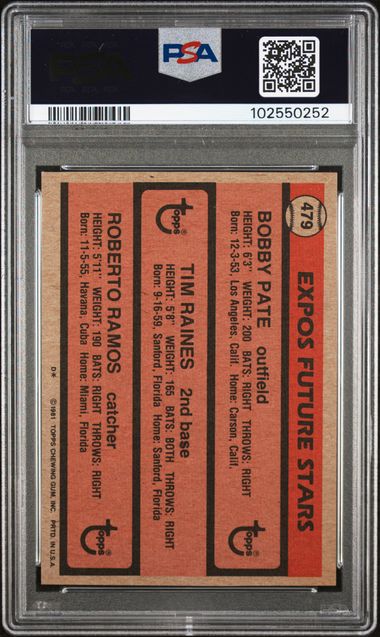 PSA
PSA
102550252
479
EXPOS FUTURE STARS
BOBBY PATE outfield
HEIGHT: 6'3" WEIGHT: 200 BATS: RIGHT THROWS: RIGHT
Born: 12-3-53, Los Angeles, Calif. Home: Carson, Calif.
Topps
Topps
TIM RAINES 2nd base
HEIGHT: 5'8" WEIGHT: 165 BATS: BOTH THROWS: RIGHT
Born: 9-16-59, Sanford, Florida Home: Sanford, Florida
ROBERTO RAMOS catcher
HEIGHT: 5'11" WEIGHT: 190 BATS: RIGHT THROWS: RIGHT
Born: 11-5-55, Havana, Cuba Home: Miami, Florida
Topps
D* ©1981 TOPPS CHEWING GUM, INC. PRTD. IN U.S.A.